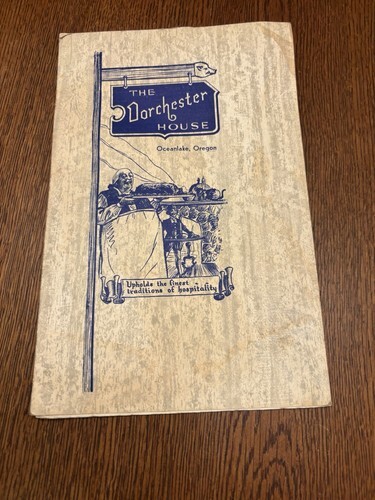 THE
Dorchester
HOUSE
Oceanlake, Oregon
Upholds the finest
traditions of hospitality